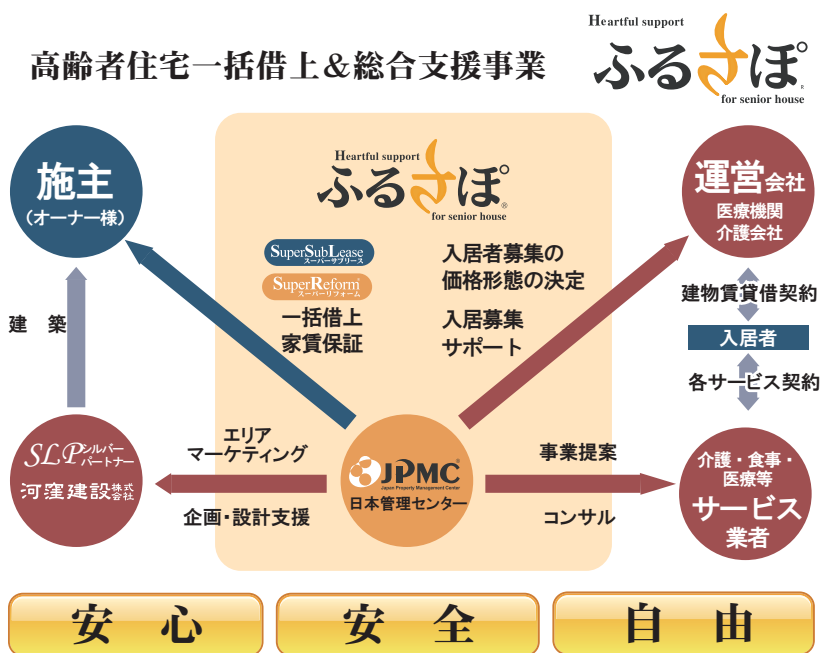 高齢者住宅一括借上&総合支援事業
Heartful support
ふるさぽ®
for senior house
施主
(オーナー様)
Heartful support
ふるさぽ®
for senior house
運営会社
医療機関
介護会社
SuperSubLease
スーパーサブリース
SuperReform
スーパーリフォーム
一括借上
家賃保証
入居者募集の
価格形態の決定
入居募集
サポート
建 築
建物賃貸借契約
入居者
各サービス契約
SLPシルバーパートナー
河窪建設株式会社
エリア
マーケティング
企画・設計支援
JPMC
Japan Property Management Center
日本管理センター
事業提案
コンサル
介護・食事・
医療等
サービス
業者
安 心
安 全
自 由